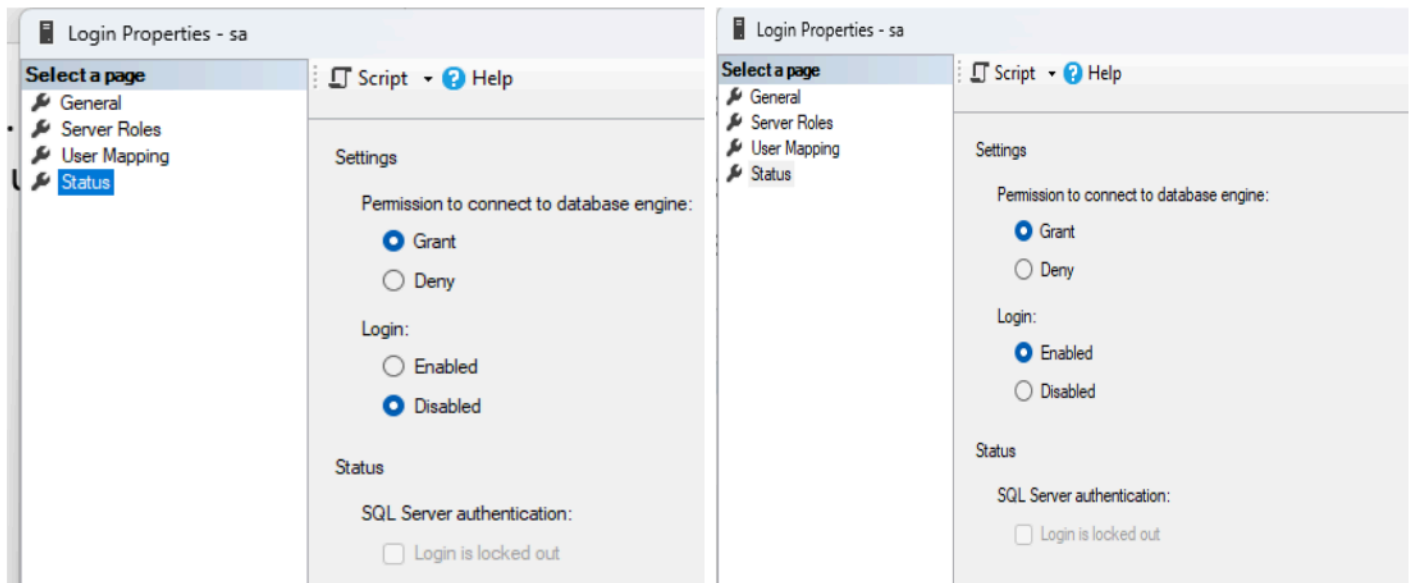 Login Properties - sa
Select a page
General
Server Roles
User Mapping
Status
Script
Help
Settings
Permission to connect to database engine:
Grant
Deny
Login:
Enabled
Disabled
Status
SQL Server authentication:
Login is locked out
Login Properties - sa
Select a page
General
Server Roles
User Mapping
Status
Script
Help
Settings
Permission to connect to database engine:
Grant
Deny
Login:
Enabled
Disabled
Status
SQL Server authentication:
Login is locked out